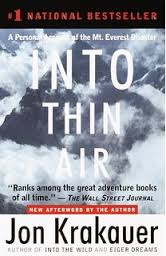 #1 NATIONAL BESTSELLER
A Personal Account of the Mt. Everest Disaster
INTO
THIN
AIR
"Ranks among the great adventure books
of all time." — THE WALL STREET JOURNAL
NEW AFTERWORD BY THE AUTHOR
Jon Krakauer
AUTHOR OF INTO THE WILD AND EIGER DREAMS